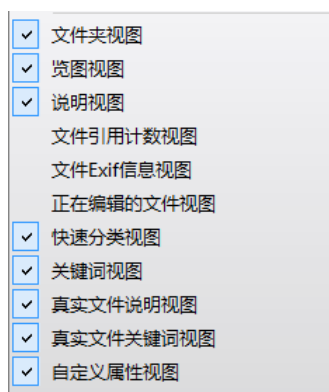 文件夹视图
览图视图
说明视图
文件引用计数视图
文件Exif信息视图
正在编辑的文件视图
快速分类视图
关键词视图
真实文件说明视图
真实文件关键词视图
自定义属性视图